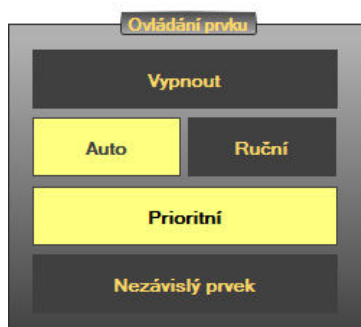 Ovládání prvku
Vypnout
Auto Ruční
Prioritní
Nezávislý prvek